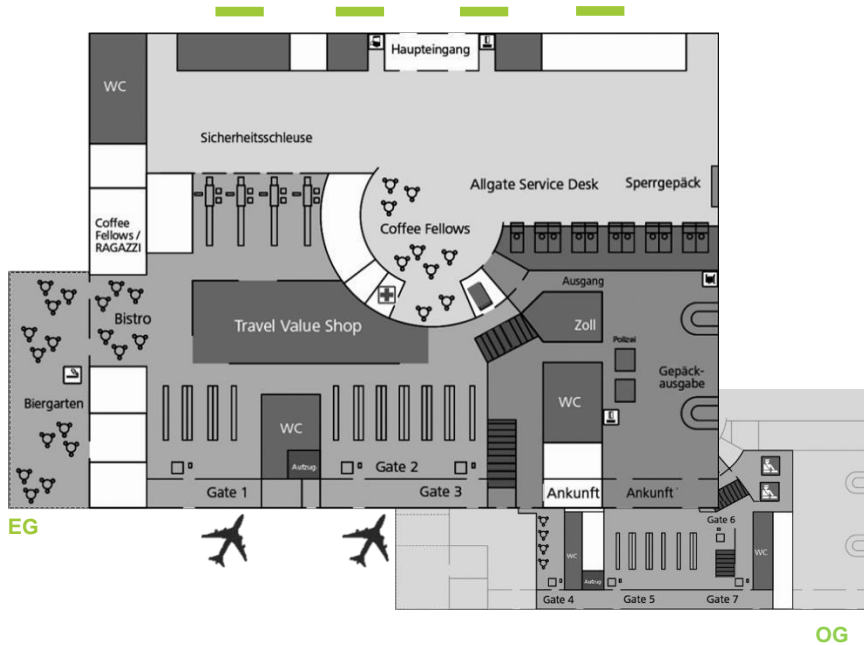 Haupteingang
WC
Sicherheitsschleuse
Allgate Service Desk
Sperrgepäck
Coffee
Fellows /
RAGAZZI
Coffee Fellows
Ausgang
Bistro
Travel Value Shop
Zoll
Polizei
Gepäck-
ausgabe
Biergarten
WC
WC
Aufzug
Gate 2
Gate 1
Gate 3
Ankunft
Ankunft
EG
Gate 6
WC
WC
Aufzug
Gate 4
Gate 5
Gate 7
OG